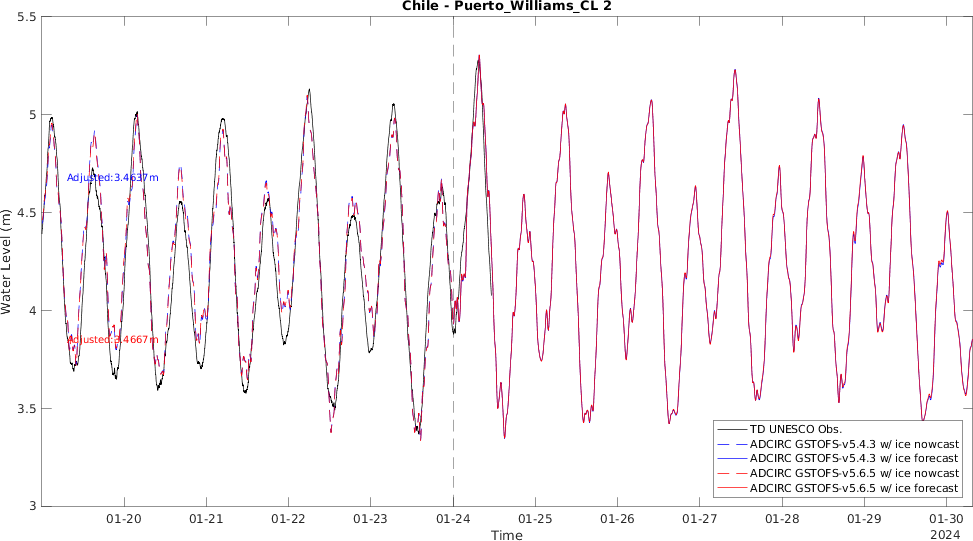 Chile - Puerto_Williams_CL 2
5.5
5
4.5
4
3.5
3
Water Level (m)
Adjusted:3.4637m
Adjusted:3.4667m
TD UNESCO Obs.
ADCIRC GSTOFS-v5.4.3 w/ ice nowcast
ADCIRC GSTOFS-v5.4.3 w/ ice forecast
ADCIRC GSTOFS-v5.6.5 w/ ice nowcast
ADCIRC GSTOFS-v5.6.5 w/ ice forecast
01-20 01-21 01-22 01-23 01-24 01-25 01-26 01-27 01-28 01-29 01-30
Time 2024